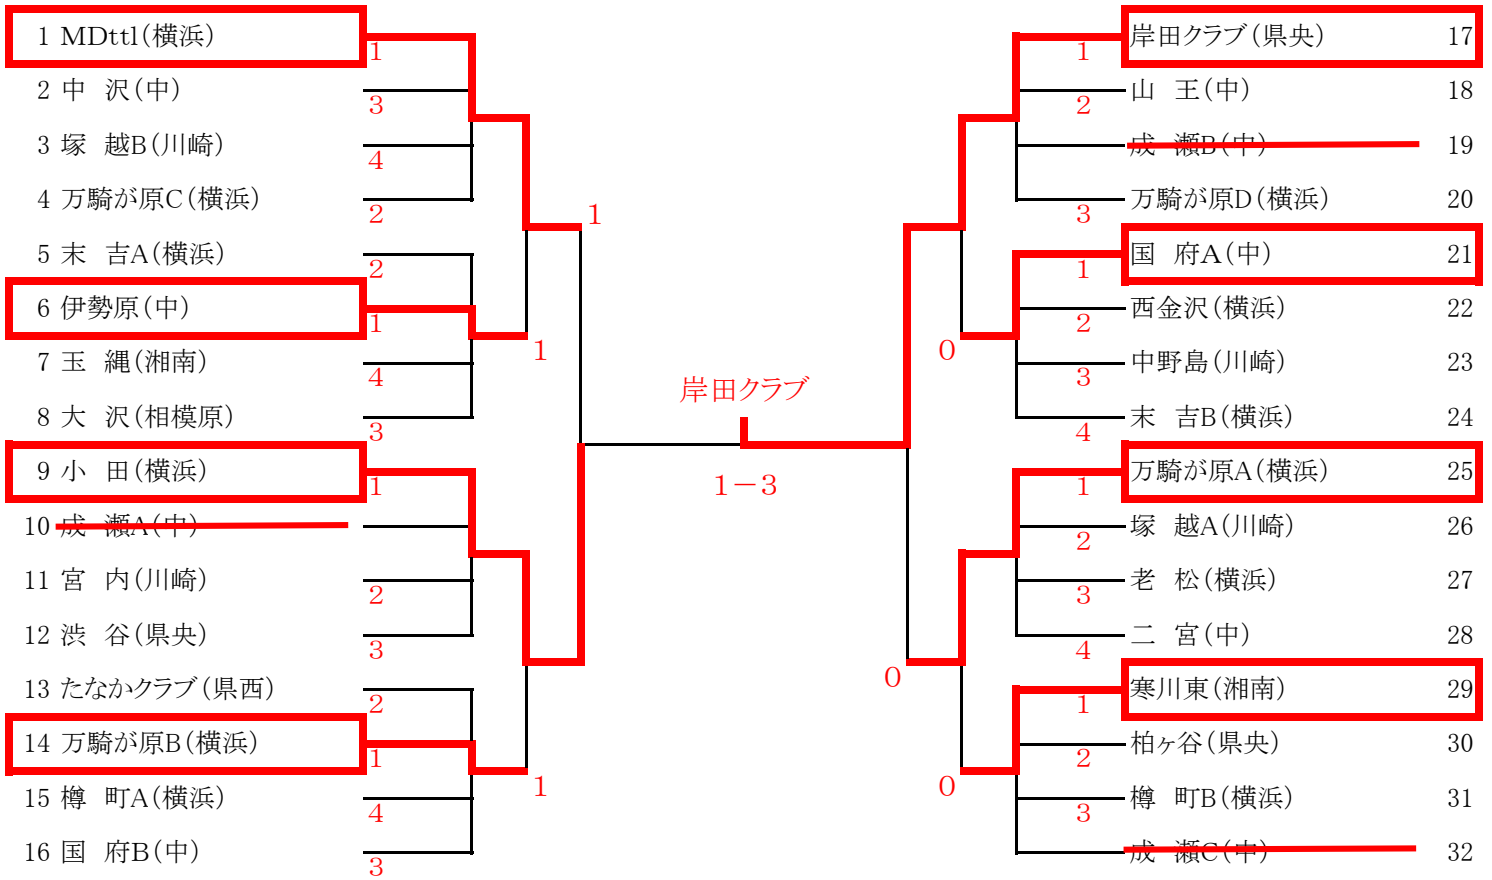 1 MDttl(横浜)
1
2 中 沢(中)
3
3 塚 越B(川崎)
4
4 万騎が原C(横浜)
2
1
5 末 吉A(横浜)
2
6 伊勢原(中)
1
1
7 玉 縄(湘南)
4
8 大 沢(相模原)
3
9 小 田(横浜)
1
10 成 瀬A(中)
11 宮 内(川崎)
2
12 渋 谷(県央)
3
13 たなかクラブ(県西)
2
14 万騎が原B(横浜)
1
1
15 樽 町A(横浜)
4
16 国 府B(中)
3
岸田クラブ
1-3
岸田クラブ(県央) 17
1
山 王(中) 18
2
成 瀬B(中) 19
万騎が原D(横浜) 20
3
国 府A(中) 21
1
西金沢(横浜) 22
2
0
中野島(川崎) 23
3
末 吉B(横浜) 24
4
万騎が原A(横浜) 25
1
塚 越A(川崎) 26
2
老 松(横浜) 27
3
二 宮(中) 28
4
0
寒川東(湘南) 29
1
柏ヶ谷(県央) 30
2
0
樽 町B(横浜) 31
3
成 瀬C(中) 32